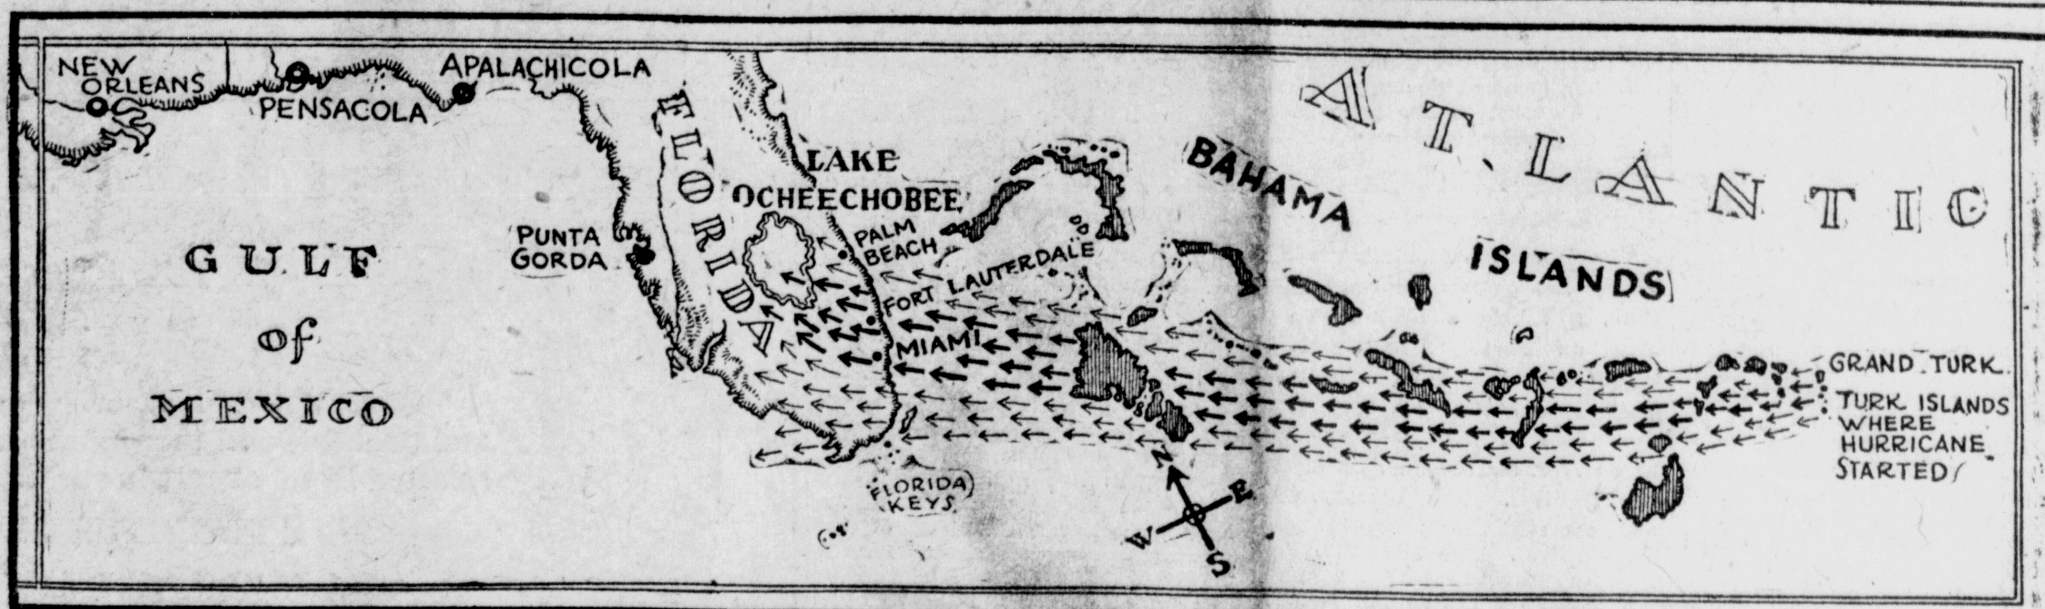 NEW
ORLEANS
PENSACOLA
APALACHICOLA
FLORIDA
LAKE
OCHEECHOBEE
PUNTA
GORDA
PALM
BEACH
FORT LAUTERDALE
MIAMI
GULF
of
MEXICO
BAHAMA
ISLANDS
ATLANTIC
GRAND TURK
TURK ISLANDS
WHERE
HURRICANE
STARTED
FLORIDA
KEYS
N
E
W
S